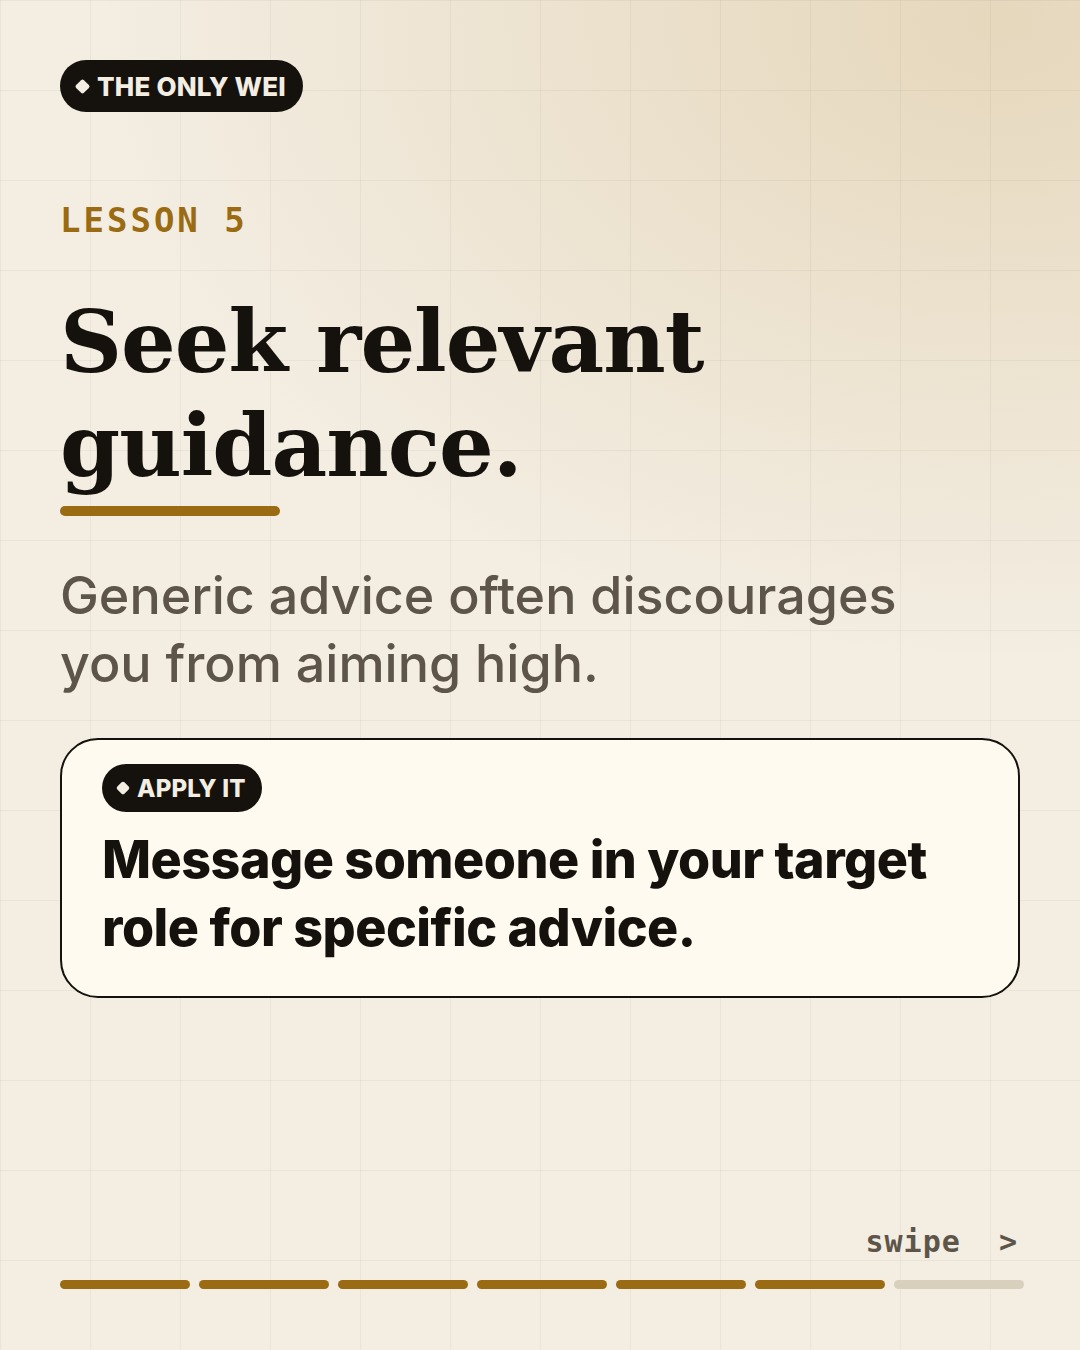 THE ONLY WEI
LESSON 5
Seek relevant
guidance.
Generic advice often discourages
you from aiming high.
APPLY IT
Message someone in your target
role for specific advice.
swipe >